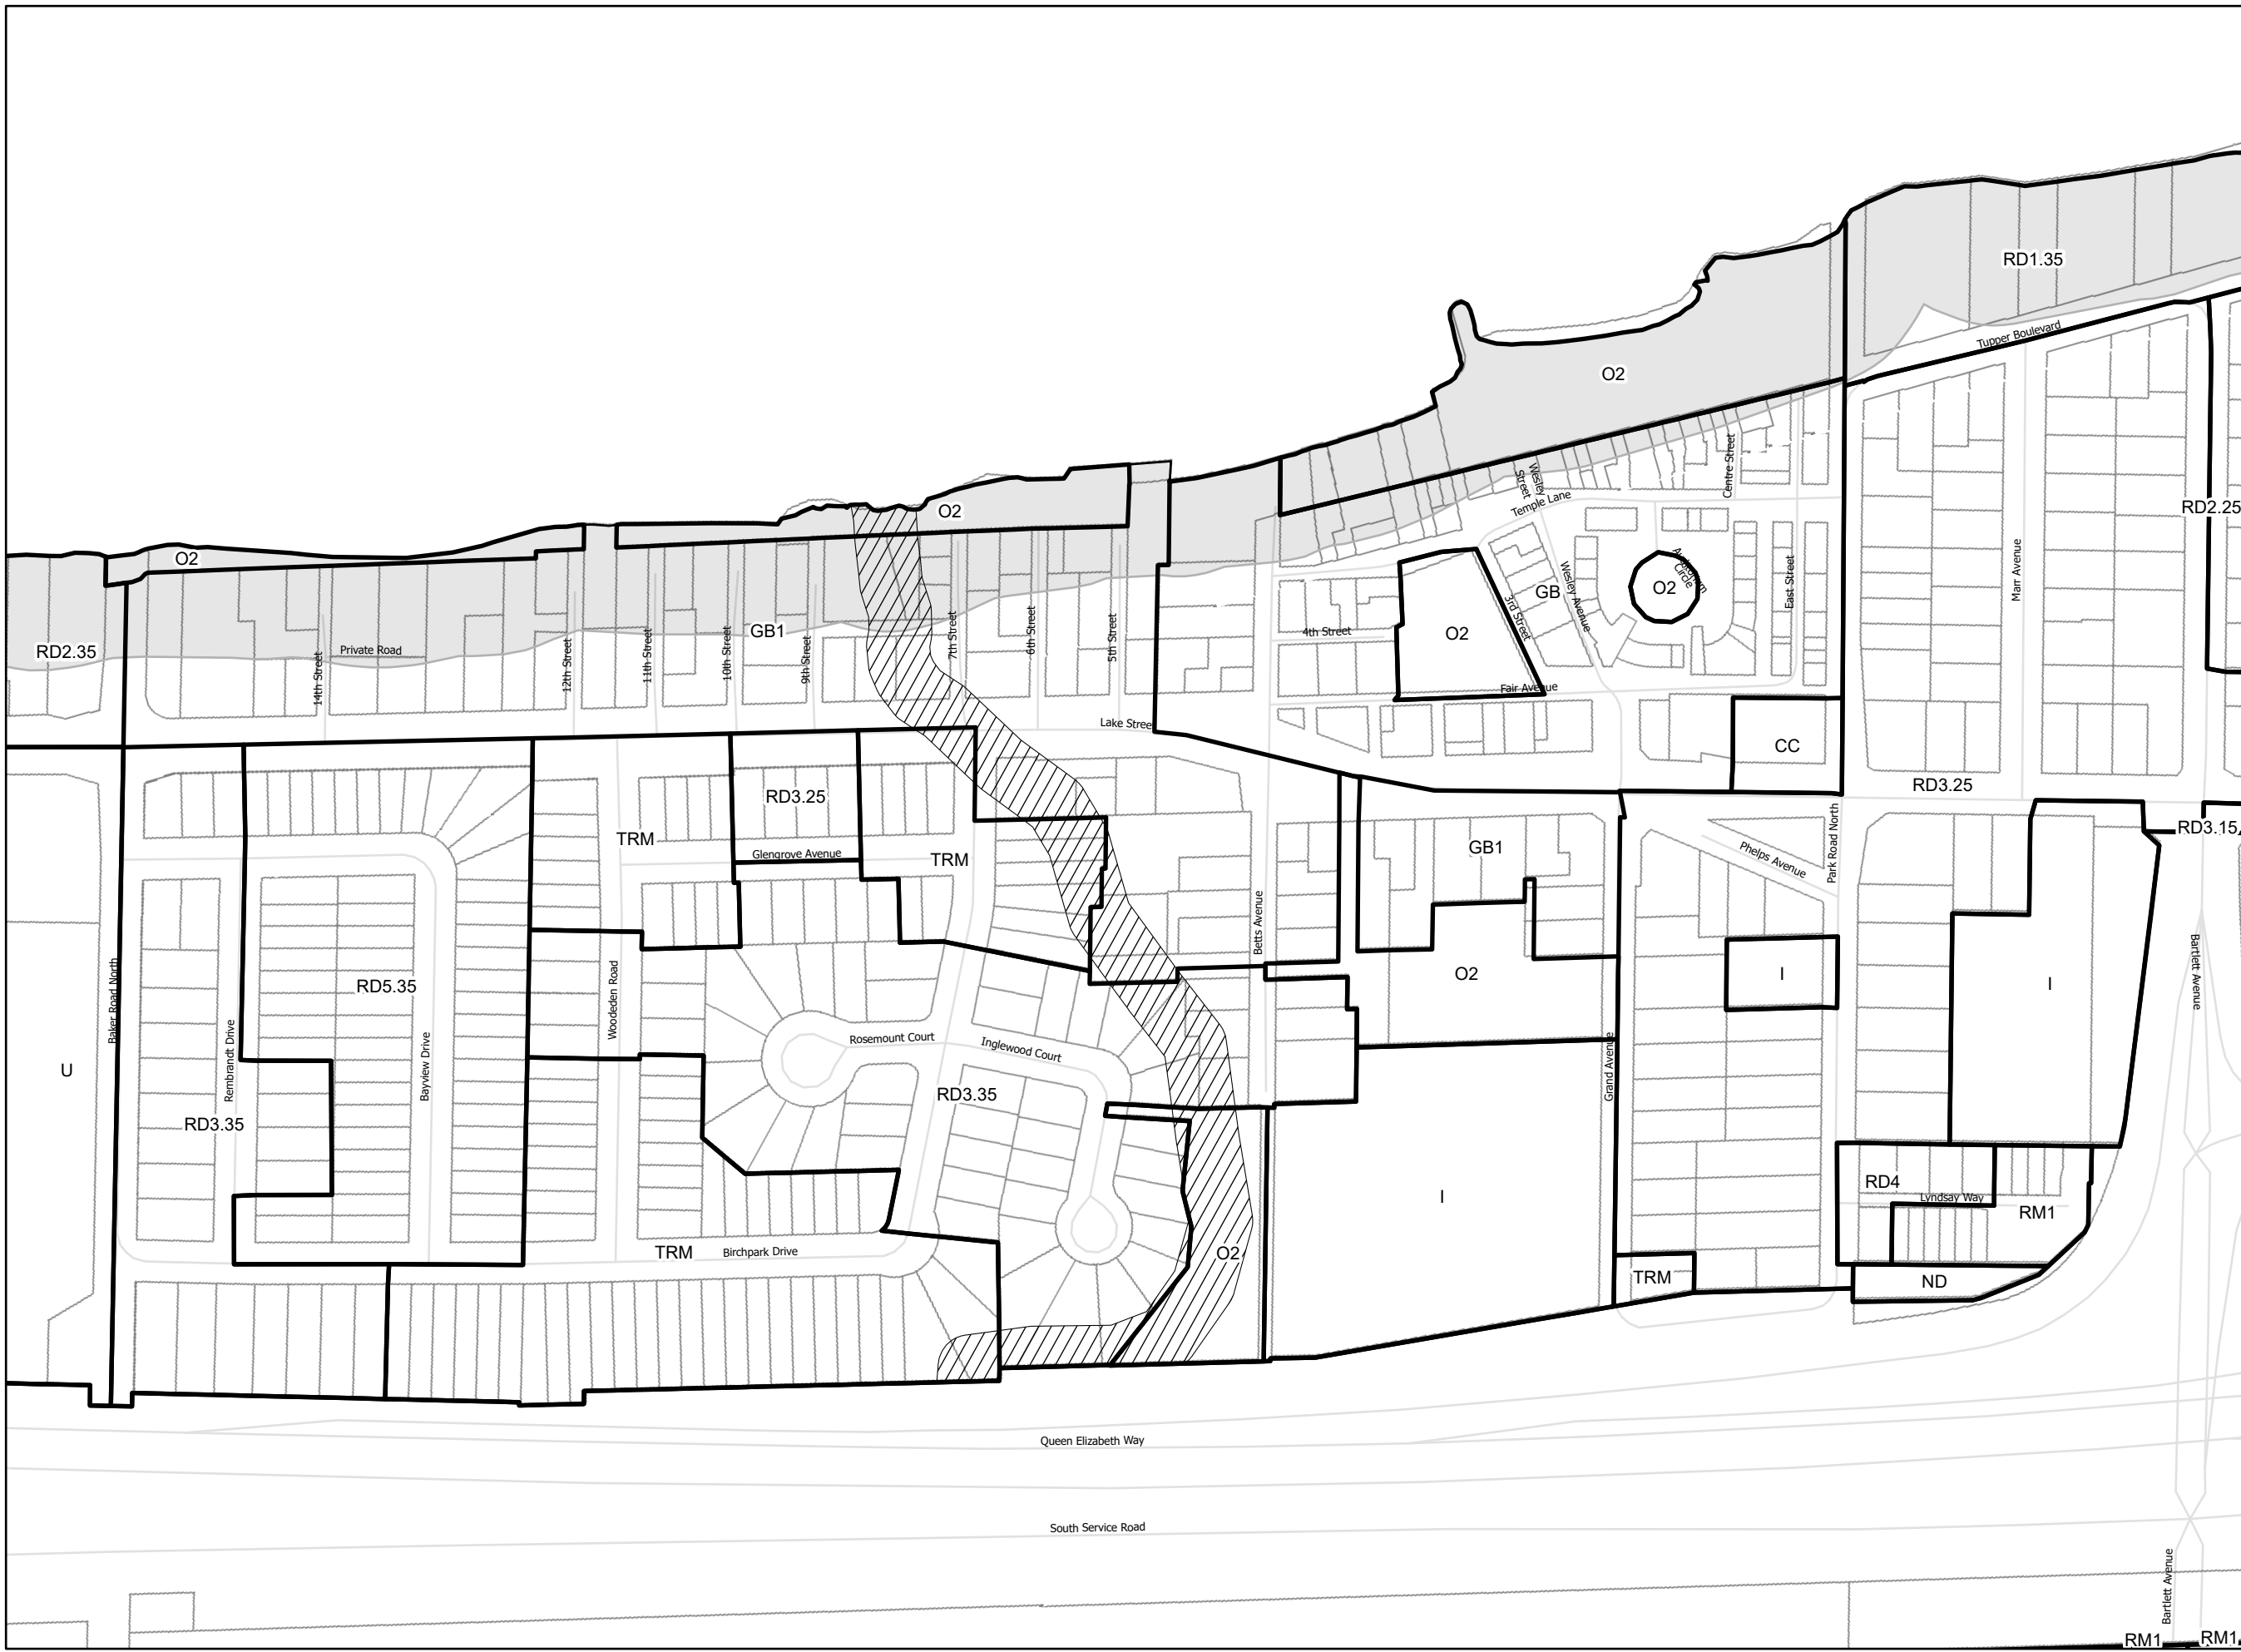 RD1.35
Tupper Boulevard
O2
Centre Street
Wesley
Street
Temple Lane
RD2.25
O2
O2
Marr Avenue
East Street
Circle
O2
GB
Wesley Avenue
3rd Street
4th Street
O2
GB1
RD2.35
Private Road
14th Street
12th Street
11th Street
10th Street
9th Street
7th Street
6th Street
5th Street
Fair Avenue
Lake Stree
CC
RD3.25
RD3.25
TRM
Glengrove Avenue
TRM
GB1
Phelps Avenue
Park Road North
RD3.15
Betts Avenue
Bartlett Avenue
O2
I
I
RD5.35
Baker Road North
Woodeden Road
Rembrandt Drive
Bayview Drive
Rosemount Court
Inglewood Court
Grand Avenue
U
RD3.35
RD3.35
RD4
Lyndsay Way
RM1
I
O2
TRM
Birchpark Drive
TRM
ND
Queen Elizabeth Way
South Service Road
Bartlett Avenue
RM1
RM1